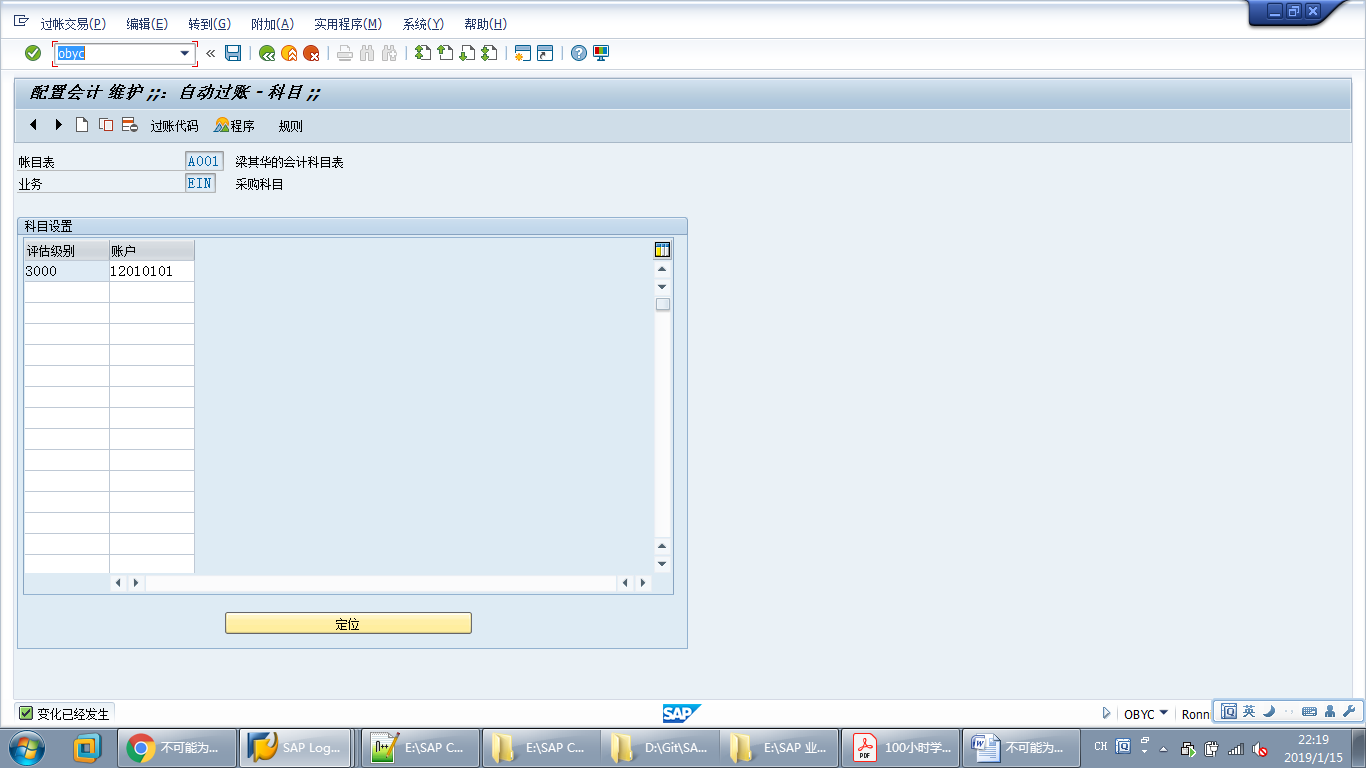 过帐交易(P) 编辑(E) 转到(G) 附加(A) 实用程序(M) 系统(Y) 帮助(H)
obyc
配置会计 维护 ;;: 自动过账 - 科目 ;;
过账代码 程序 规则
帐目表 A001 梁其华的会计科目表
业务 EIN 采购科目
科目设置
评估级别 账户
3000 12010101
定位
变化已经发生 SAP OBYC Ronn 英
不可能为... SAP Log... E:\SAP C... E:\SAP C... D:\Git\SA... E:\SAP 业... 100小时学... 不可能为... CH 22:19
2019/1/15